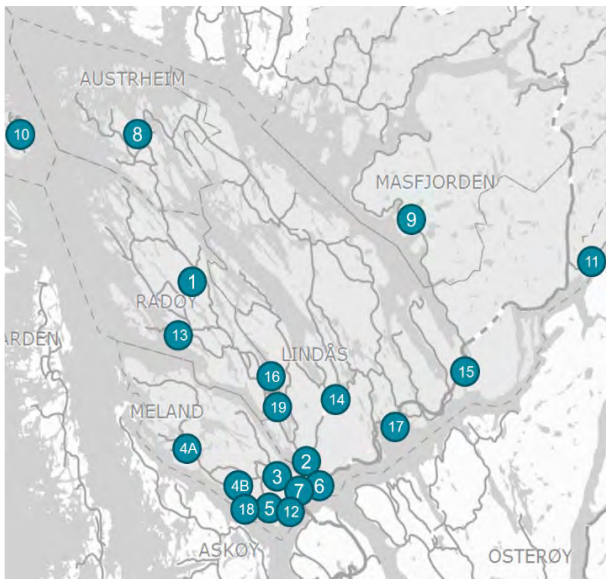 AUSTRHEIM
10
8
MASFJORDEN
9
11
1
RADØY
13
ARDEN
LINDÅS
15
16
14
19
MELAND
17
4A
2
3
4B
6
7
18
5
12
ASKØY
OSTERØY